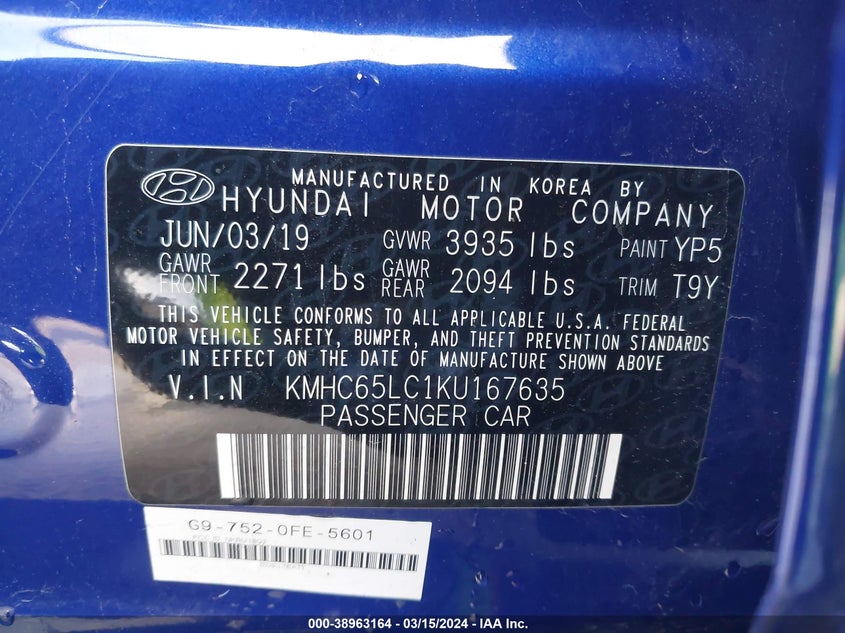 MANUFACTURED IN KOREA BY
HYUNDAI MOTOR COMPANY
JUN/03/19 GVWR 3935 lbs PAINT YP5
GAWR FRONT 2271 lbs GAWR REAR 2094 lbs TRIM T9Y
THIS VEHICLE CONFORMS TO ALL APPLICABLE U.S.A. FEDERAL
MOTOR VEHICLE SAFETY, BUMPER, AND THEFT PREVENTION STANDARDS
IN EFFECT ON THE DATE OF MANUFACTURE SHOWN ABOVE
V.I.N KMHC65LC1KU167635
PASSENGER CAR
G9-752-0FE-5601
000-38963164 - 03/15/2024 - IAA Inc.